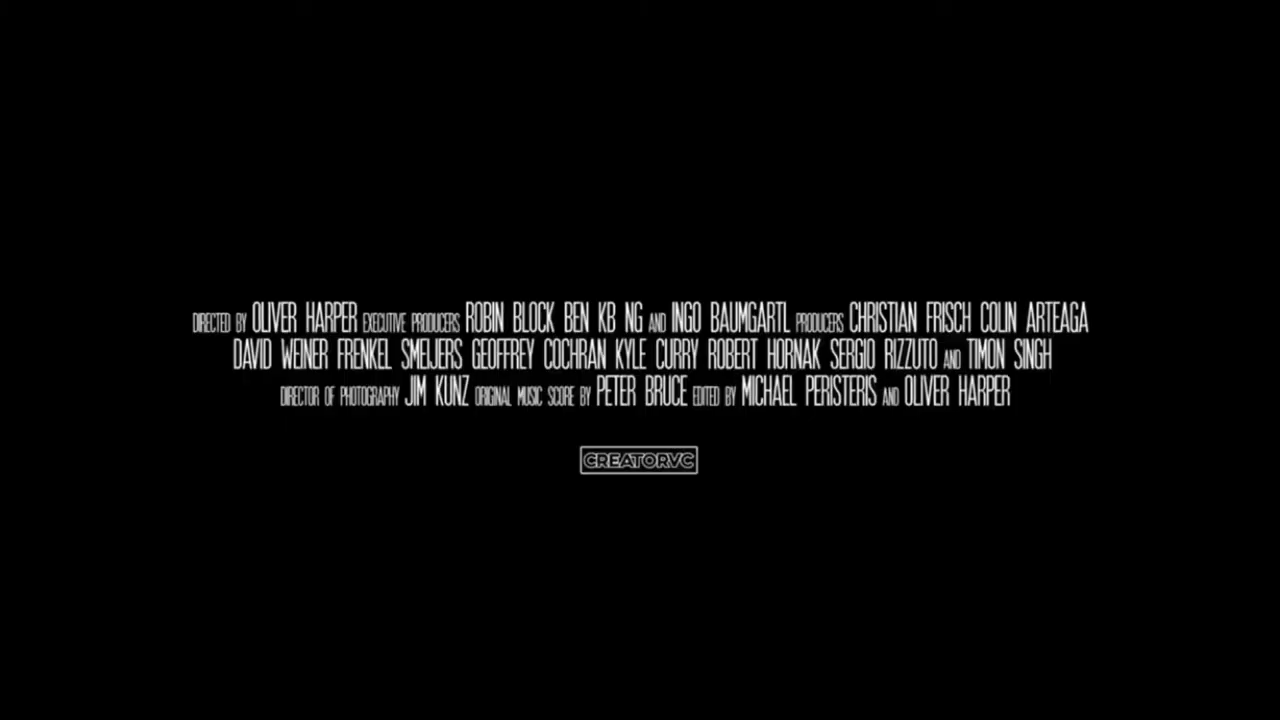 DIRECTED BY OLIVER HARPER EXECUTIVE PRODUCERS ROBIN BLOCK BEN KB NG AND INGO BAUMGARTL PRODUCERS CHRISTIAN FRISCH COLIN ARTEAGA
DAVID WEINER FRENKEL SMEIJERS GEOFFREY COCHRAN KYLE CURRY ROBERT HORNAK SERGIO RIZZUTO AND TIMON SINGH
DIRECTOR OF PHOTOGRAPHY JIM KUNZ ORIGINAL MUSIC SCORE BY PETER BRUCE EDITED BY MICHAEL PERISTERIS AND OLIVER HARPER
CREATORVC